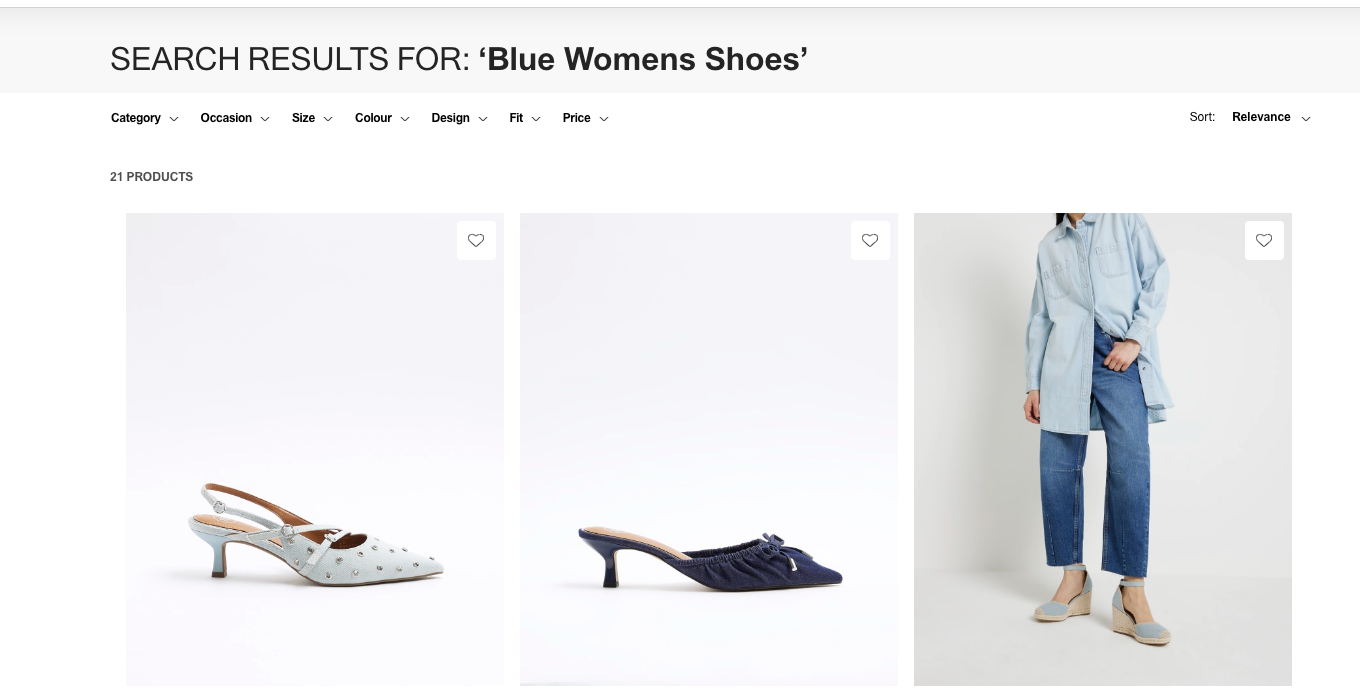 SEARCH RESULTS FOR: ‘Blue Womens Shoes’
Category Occasion Size Colour Design Fit Price Sort: Relevance
21 PRODUCTS